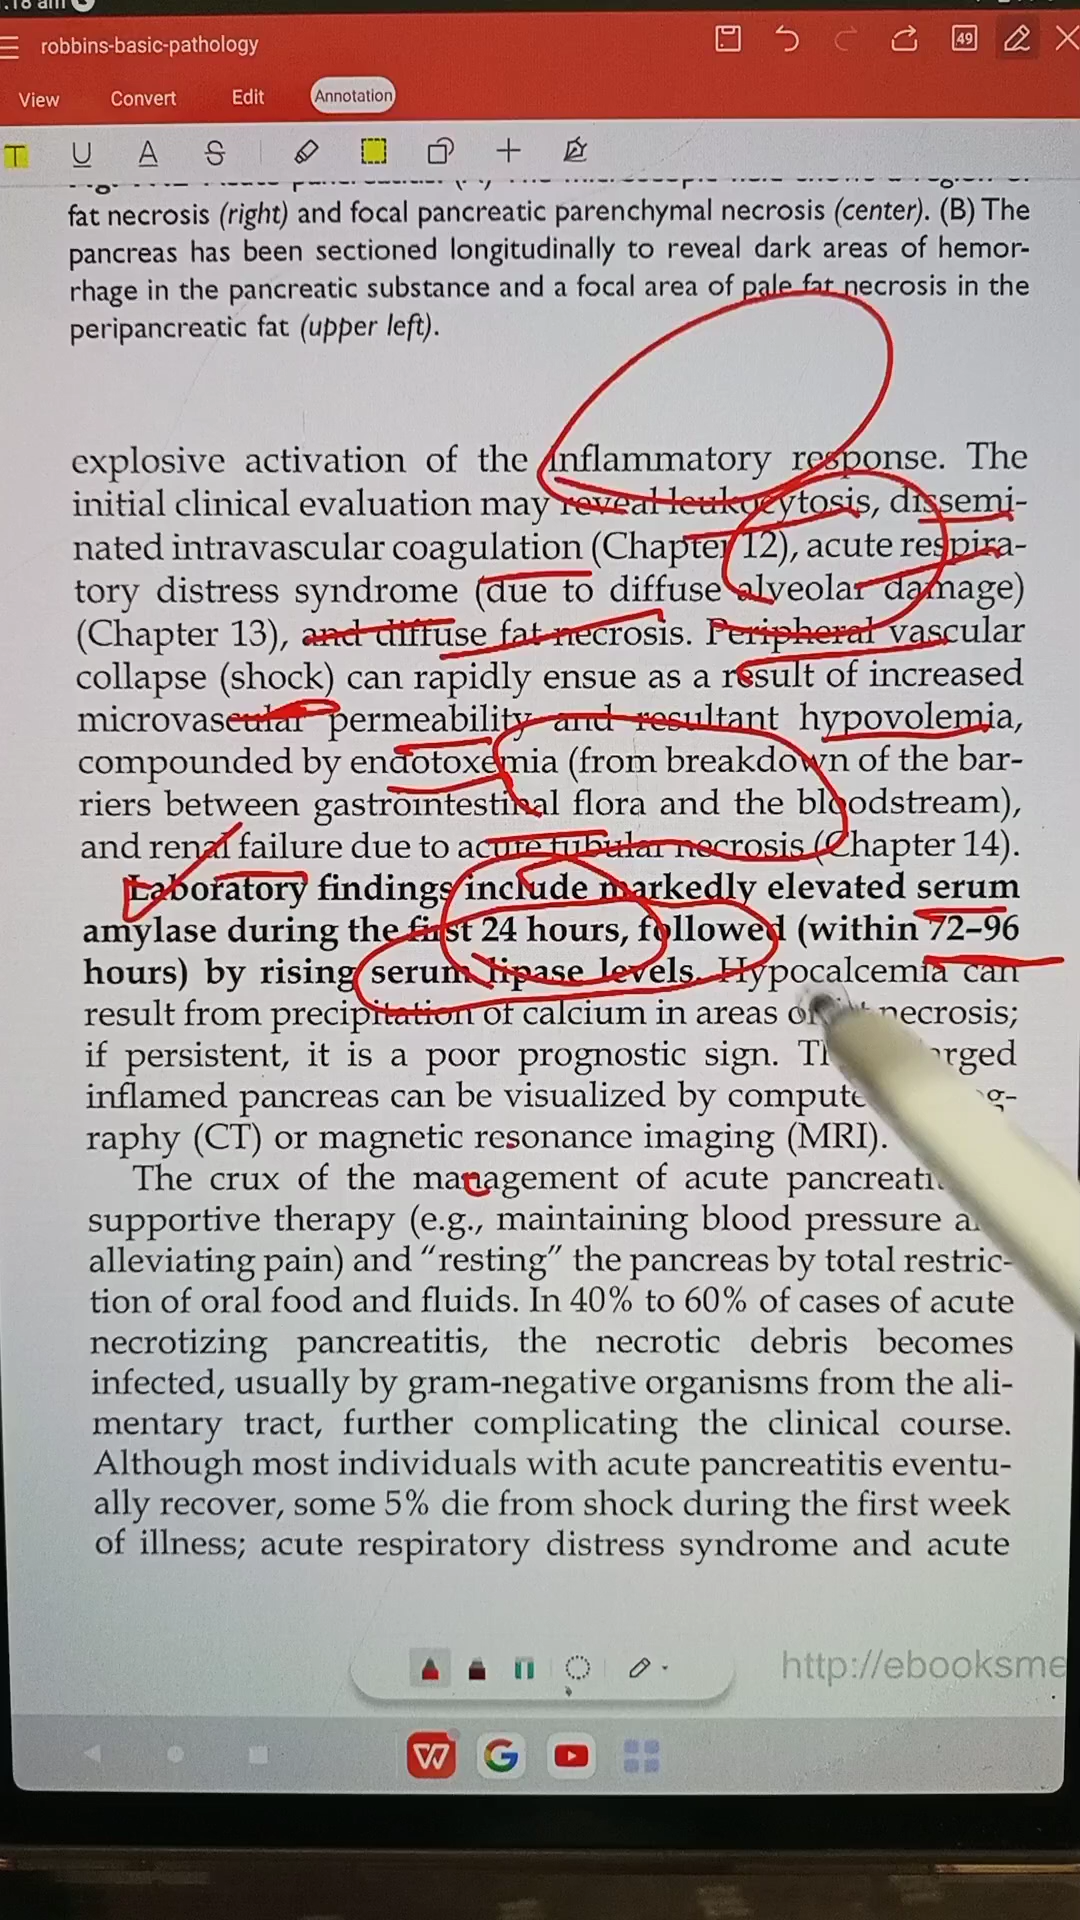 robbins-basic-pathology
49
View Convert Edit Annotation
T U A S
fat necrosis (right) and focal pancreatic parenchymal necrosis (center). (B) The
pancreas has been sectioned longitudinally to reveal dark areas of hemor-
rhage in the pancreatic substance and a focal area of pale fat necrosis in the
peripancreatic fat (upper left).
explosive activation of the inflammatory response. The
initial clinical evaluation may reveal leukocytosis, dissemi-
nated intravascular coagulation (Chapter 12), acute respira-
tory distress syndrome (due to diffuse alveolar damage)
(Chapter 13), and diffuse fat necrosis. Peripheral vascular
collapse (shock) can rapidly ensue as a result of increased
microvascular permeability and resultant hypovolemia,
compounded by endotoxemia (from breakdown of the bar-
riers between gastrointestinal flora and the bloodstream),
and renal failure due to acute tubular necrosis (Chapter 14).
Laboratory findings include markedly elevated serum
amylase during the first 24 hours, followed (within 72–96
hours) by rising serum lipase levels. Hypocalcemia can
result from precipitation of calcium in areas of necrosis;
if persistent, it is a poor prognostic sign.
inflamed pancreas can be visualized by
raphy (CT) or magnetic resonance imaging (MRI).
The crux of the management of acute
supportive therapy (e.g., maintaining blood pressure
alleviating pain) and “resting” the pancreas by total restric-
tion of oral food and fluids. In 40% to 60% of cases of acute
necrotizing pancreatitis, the necrotic debris becomes
infected, usually by gram-negative organisms from the ali-
mentary tract, further complicating the clinical course.
Although most individuals with acute pancreatitis eventu-
ally recover, some 5% die from shock during the first week
of illness; acute respiratory distress syndrome and acute
http://ebooksme